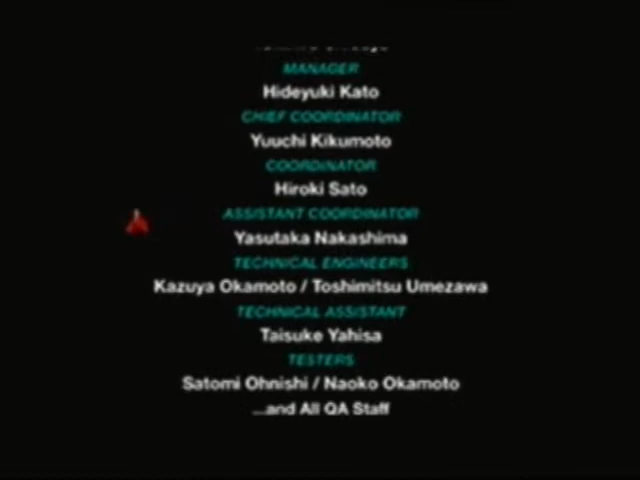 MANAGER
Hideyuki Kato
CHIEF COORDINATOR
Yuuchi Kikumoto
COORDINATOR
Hiroki Sato
ASSISTANT COORDINATOR
Yasutaka Nakashima
TECHNICAL ENGINEERS
Kazuya Okamoto / Toshimitsu Umezawa
TECHNICAL ASSISTANT
Taisuke Yahisa
TESTERS
Satomi Ohnishi / Naoko Okamoto
...and All QA Staff